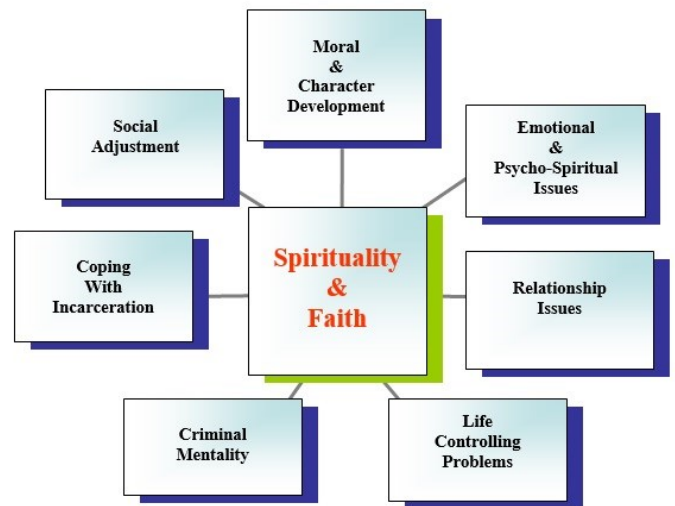 Moral
&
Character
Development
Social
Adjustment
Emotional
&
Psycho-Spiritual
Issues
Spirituality
&
Faith
Coping
With
Incarceration
Relationship
Issues
Criminal
Mentality
Life
Controlling
Problems